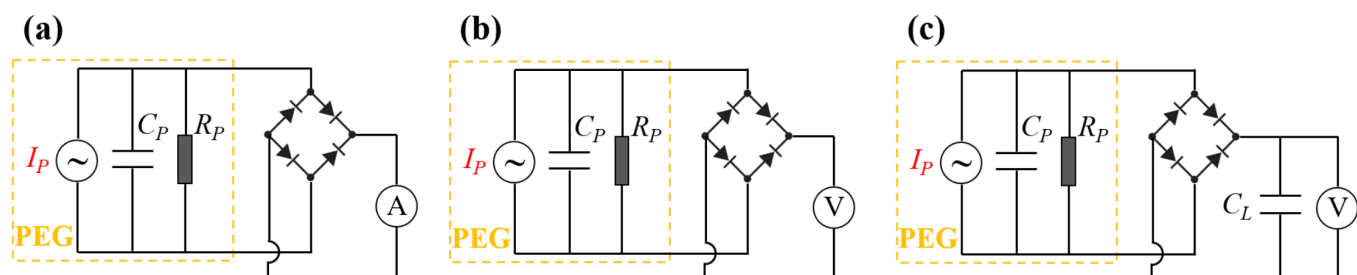 (a)
I_P
~
C_P
R_P
A
PEG
(b)
I_P
~
C_P
R_P
V
PEG
(c)
I_P
~
C_P
R_P
C_L
V
PEG